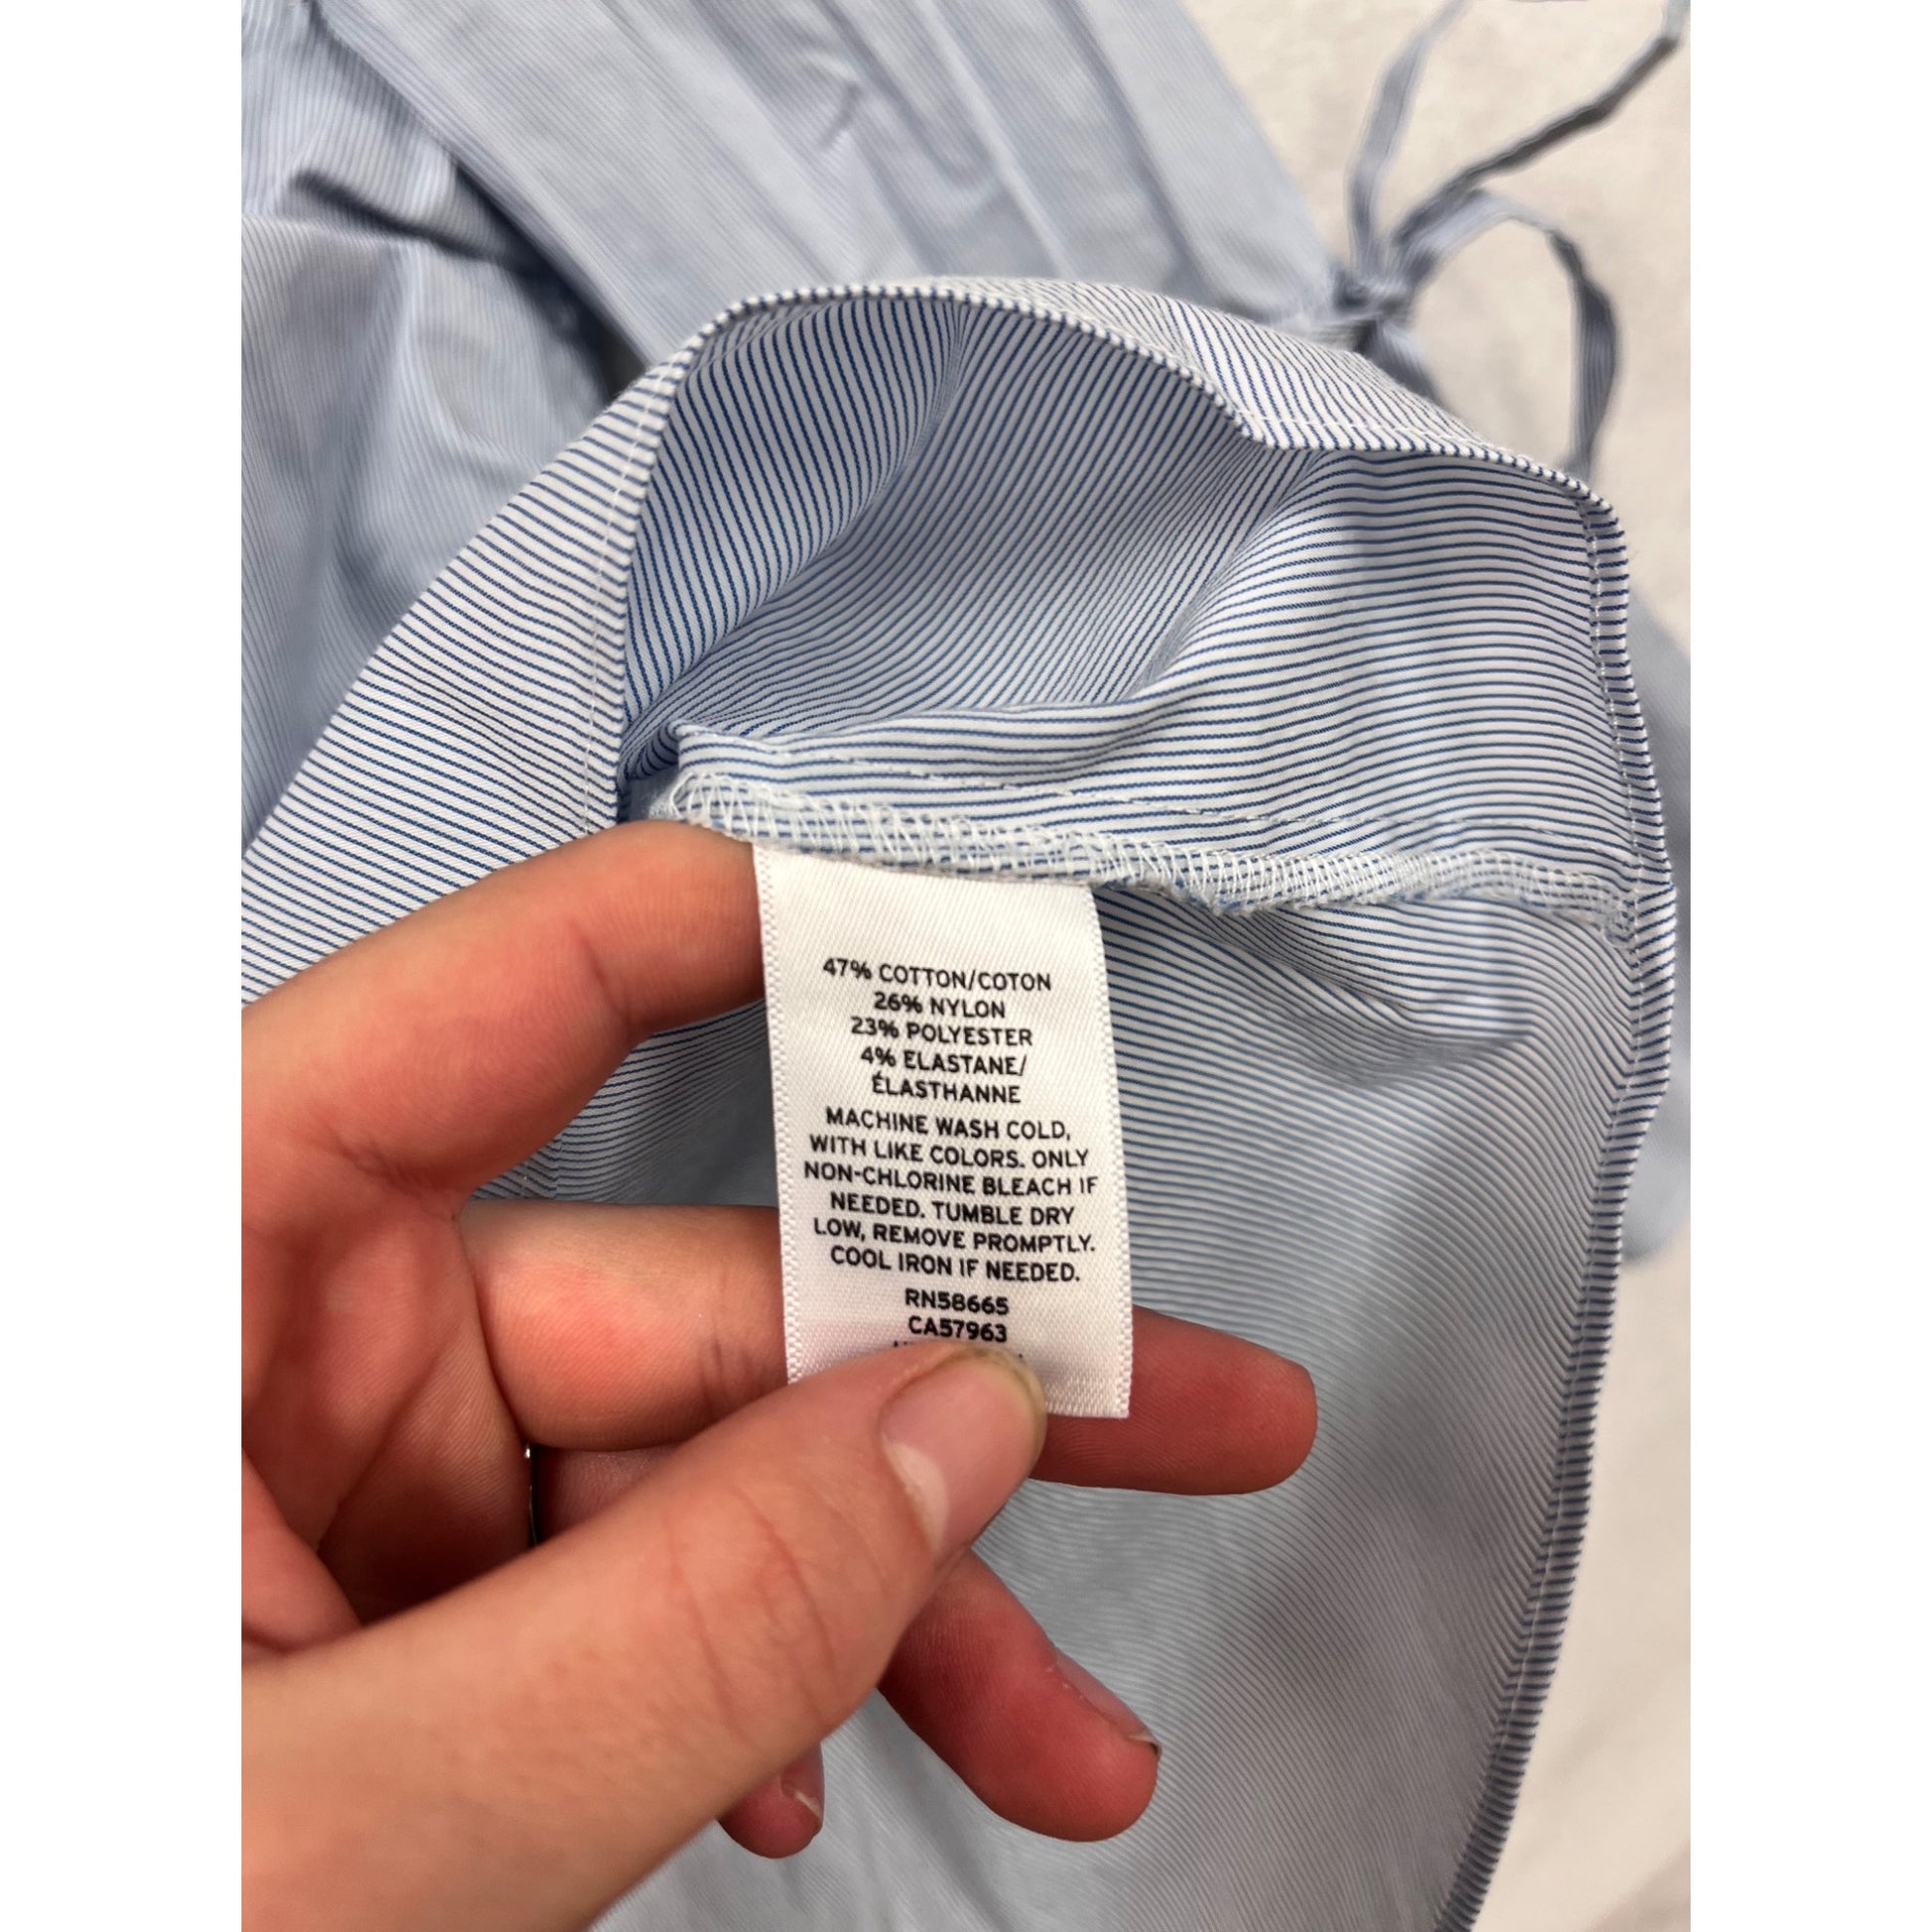 47% COTTON/COTON
26% NYLON
23% POLYESTER
4% ELASTANE/
ÉLASTHANNE
MACHINE WASH COLD,
WITH LIKE COLORS. ONLY
NON-CHLORINE BLEACH IF
NEEDED. TUMBLE DRY
LOW, REMOVE PROMPTLY.
COOL IRON IF NEEDED.
RN58665
CA57963